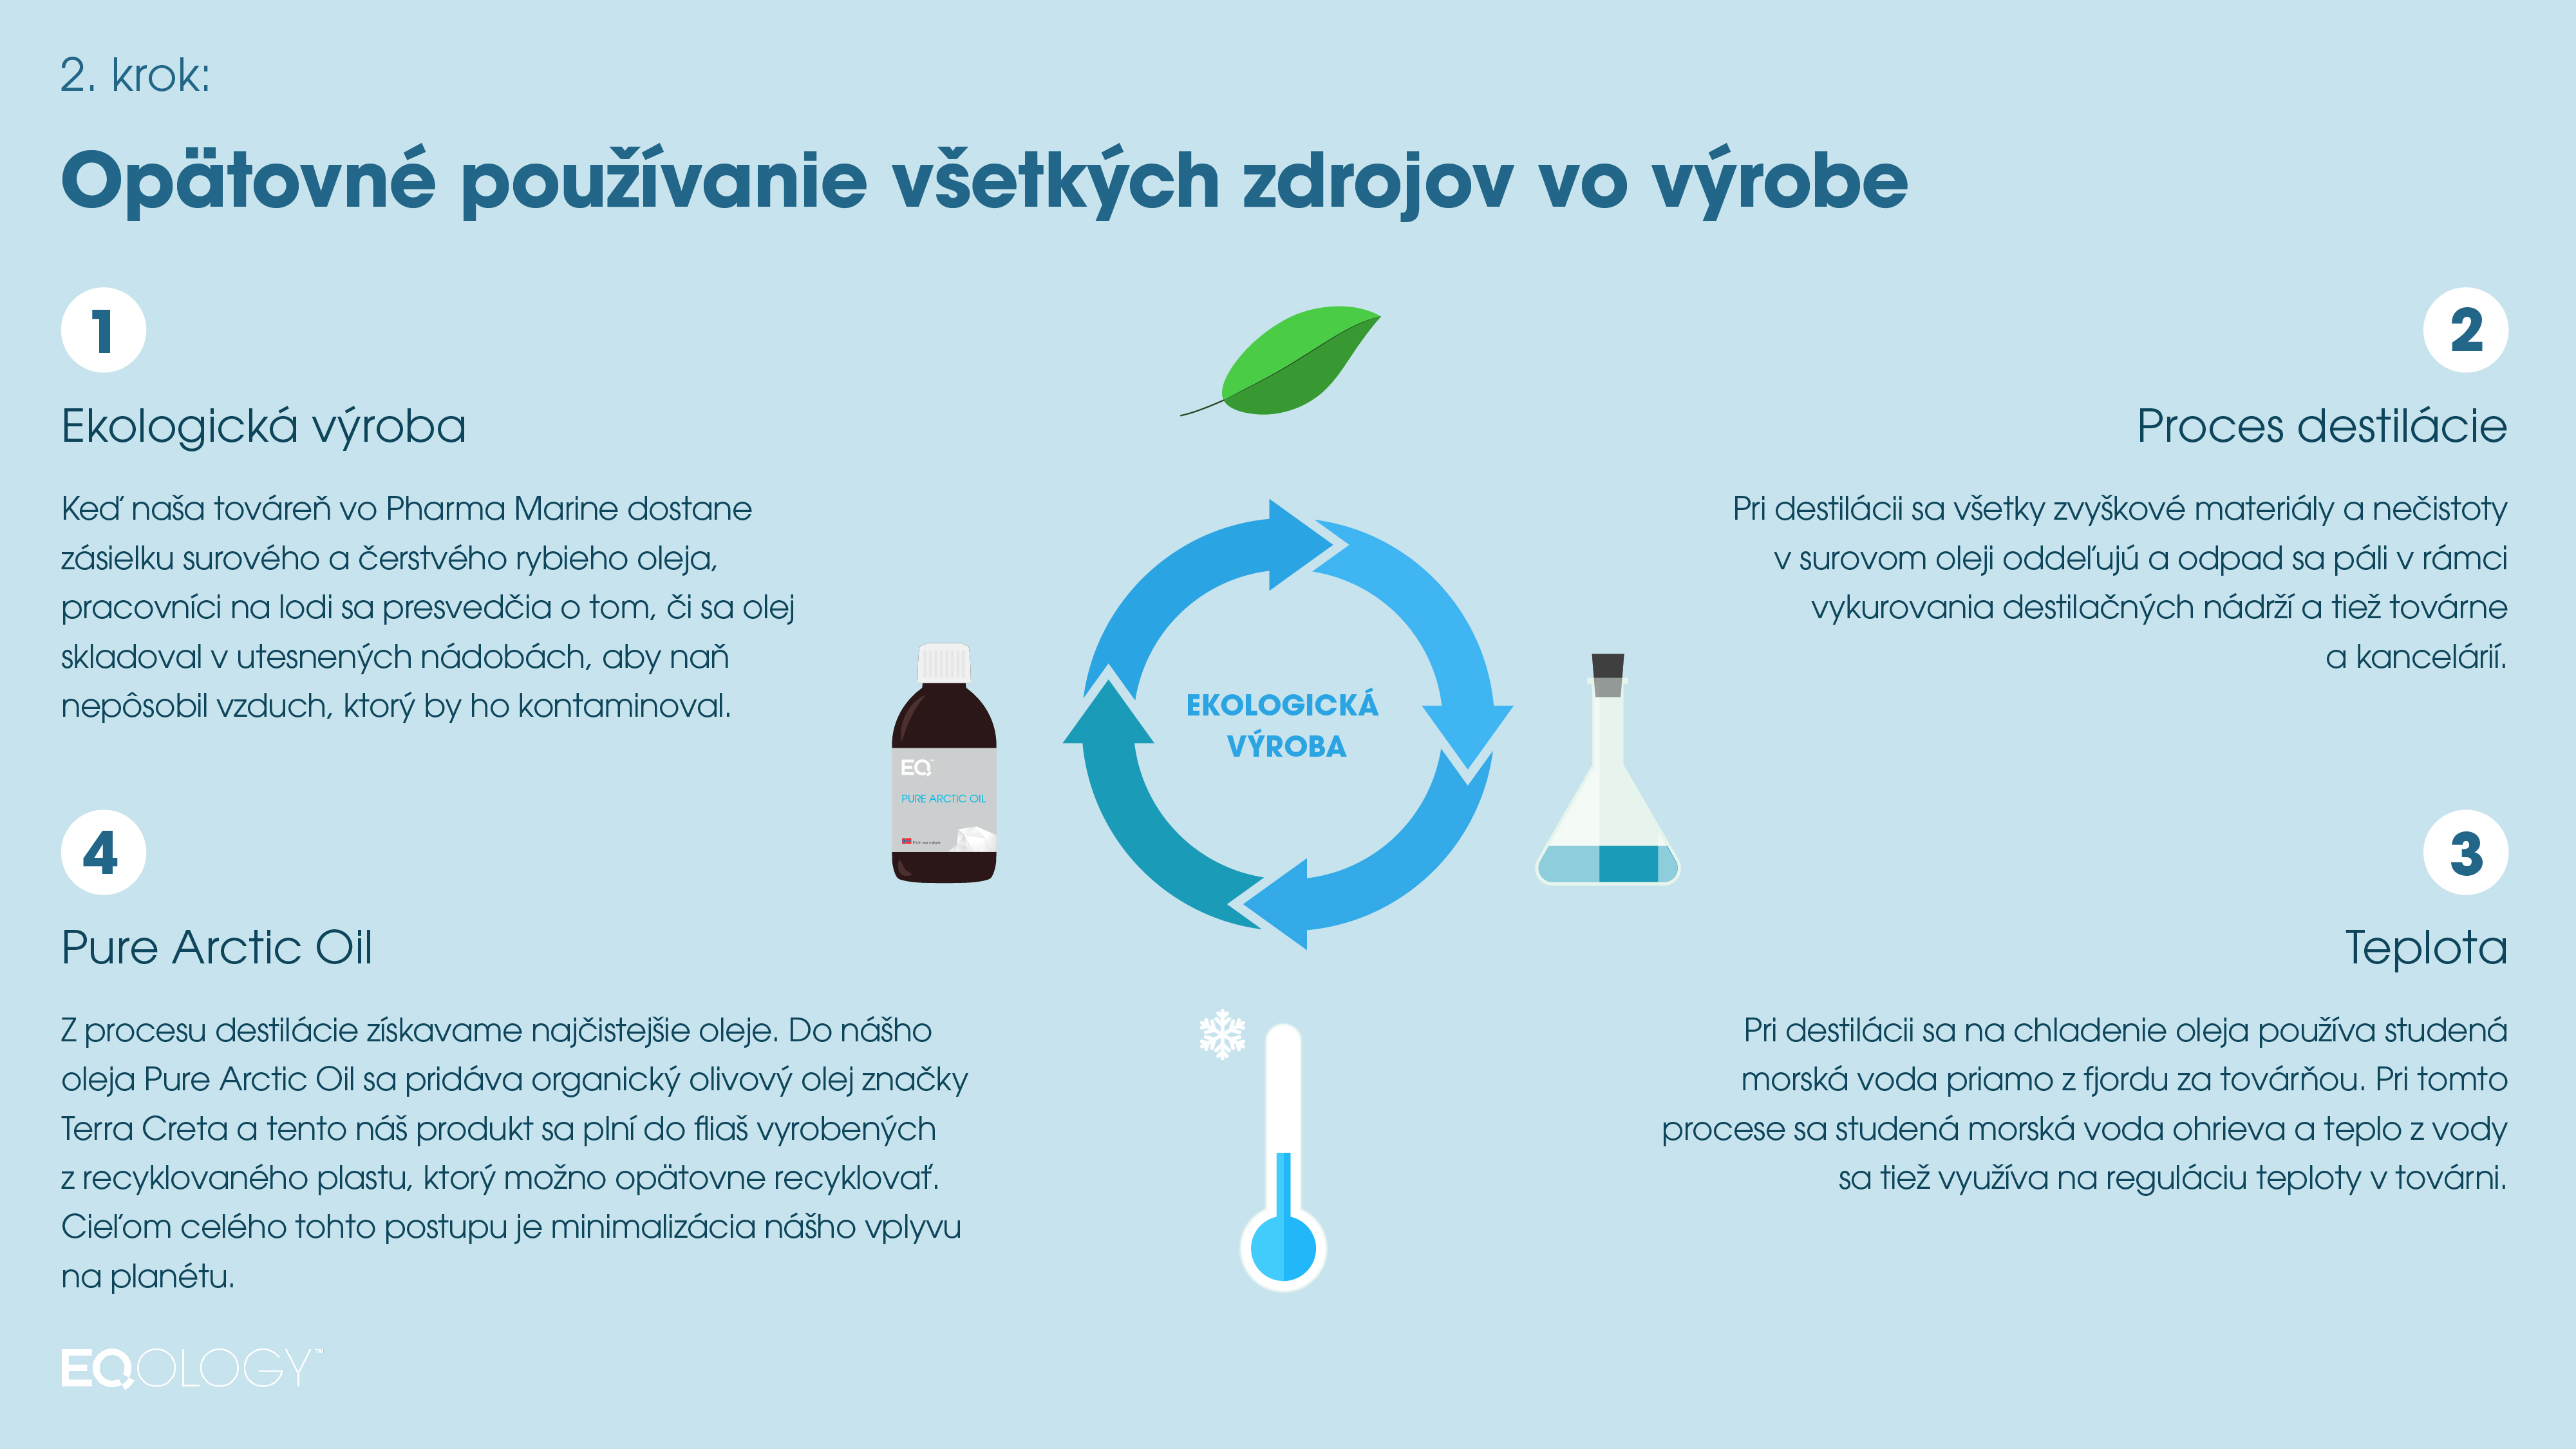 2. krok:
Opätovné používanie všetkých zdrojov vo výrobe
1
Ekologická výroba
Keď naša továreň vo Pharma Marine dostane
zásielku surového a čerstvého rybieho oleja,
pracovníci na lodi sa presvedčia o tom, či sa olej
skladoval v utesnených nádobách, aby naň
nepôsobil vzduch, ktorý by ho kontaminoval.
2
Proces destilácie
Pri destilácii sa všetky zvyškové materiály a nečistoty
v surovom oleji oddeľujú a odpad sa páli v rámci
vykurovania destilačných nádrží a tiež továrne
a kancelárií.
EKOLOGICKÁ
VÝROBA
EQ™
PURE ARCTIC OIL
3
Teplota
Pri destilácii sa na chladenie oleja používa studená
morská voda priamo z fjordu za továrňou. Pri tomto
procese sa studená morská voda ohrieva a teplo z vody
sa tiež využíva na reguláciu teploty v továrni.
4
Pure Arctic Oil
Z procesu destilácie získavame najčistejšie oleje. Do nášho
oleja Pure Arctic Oil sa pridáva organický olivový olej značky
Terra Creta a tento náš produkt sa plní do fliaš vyrobených
z recyklovaného plastu, ktorý možno opätovne recyklovať.
Cieľom celého tohto postupu je minimalizácia nášho vplyvu
na planétu.
EQOLOGY™